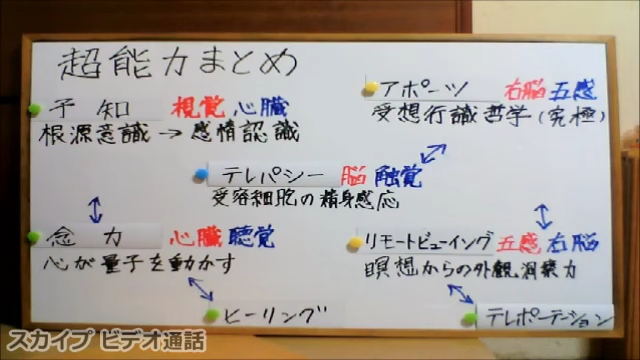 超能力まとめ
予知 視覚 心臓
根源意識→感情認識
アポーツ 右脳 五感
受想行識哲学(究極)
テレパシー 脳 触覚
受容細胞の精身感応
念力 心臓 聴覚
心が量子を動かす
リモートビューイング 五感 右脳
瞑想からの外観洞察力
ヒーリング
テレポーテーション
スカイプ ビデオ通話